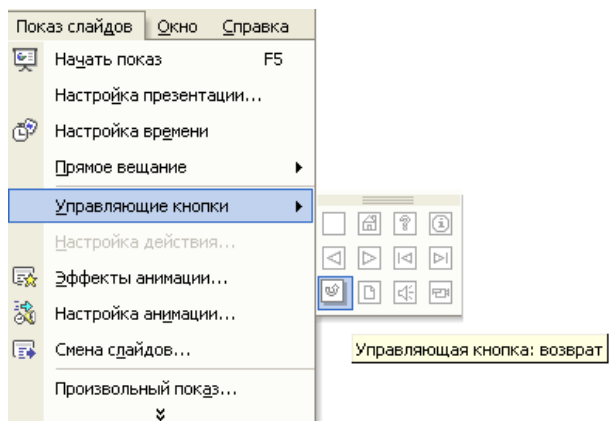 Показ слайдов Окно Справка
Начать показ F5
Настройка презентации...
Настройка времени
Прямое вещание
Управляющие кнопки
Настройка действия...
Эффекты анимации...
Настройка анимации...
Смена слайдов...
Управляющая кнопка: возврат
Произвольный показ...